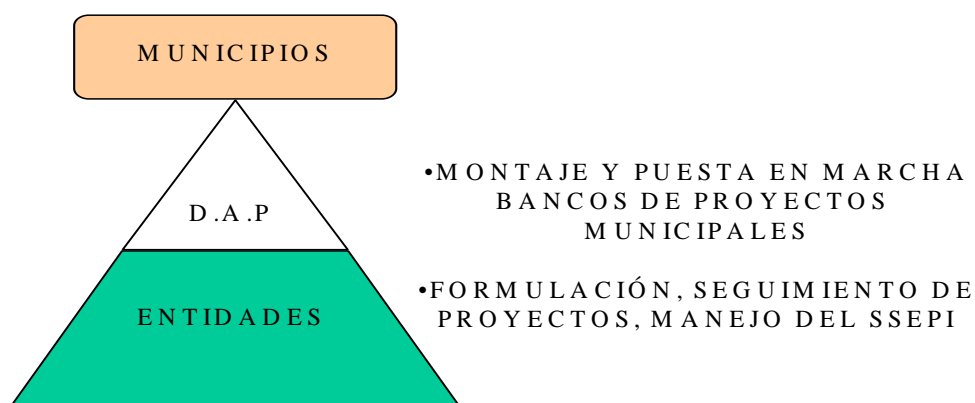 MUNICIPIOS
D.A.P
•MONTAJE Y PUESTA EN MARCHA
BANCOS DE PROYECTOS
MUNICIPALES
ENTIDADES
•FORMULACIÓN, SEGUIMIENTO DE
PROYECTOS, MANEJO DEL SSEPI